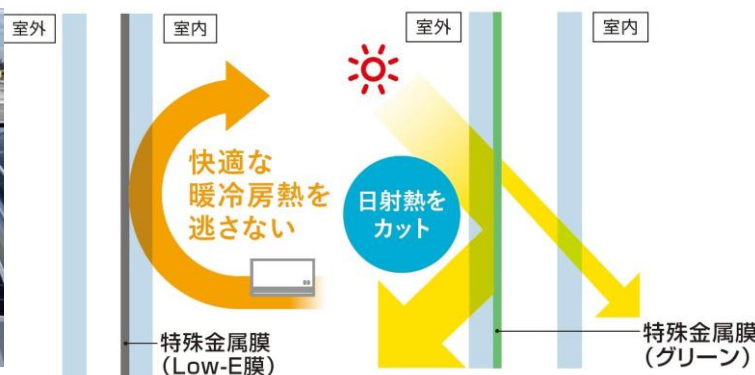 室外
室内
快適な
暖冷房熱を
逃さない
特殊金属膜
（Low-E膜）
室外
室内
日射熱を
カット
特殊金属膜
（グリーン）